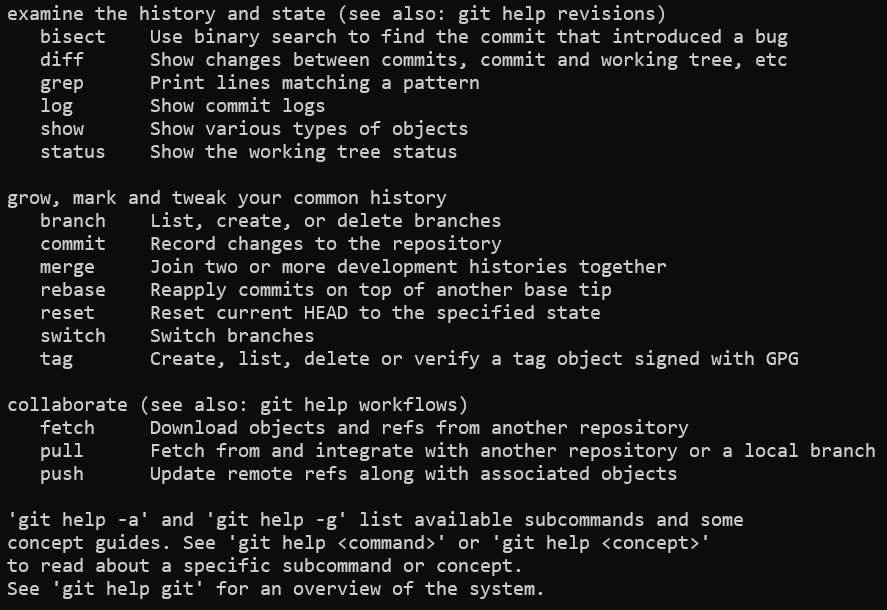 examine the history and state (see also: git help revisions)
   bisect    Use binary search to find the commit that introduced a bug
   diff      Show changes between commits, commit and working tree, etc
   grep      Print lines matching a pattern
   log       Show commit logs
   show      Show various types of objects
   status    Show the working tree status

grow, mark and tweak your common history
   branch    List, create, or delete branches
   commit    Record changes to the repository
   merge     Join two or more development histories together
   rebase    Reapply commits on top of another base tip
   reset     Reset current HEAD to the specified state
   switch    Switch branches
   tag       Create, list, delete or verify a tag object signed with GPG

collaborate (see also: git help workflows)
   fetch     Download objects and refs from another repository
   pull      Fetch from and integrate with another repository or a local branch
   push      Update remote refs along with associated objects

'git help -a' and 'git help -g' list available subcommands and some
concept guides. See 'git help <command>' or 'git help <concept>'
to read about a specific subcommand or concept.
See 'git help git' for an overview of the system.